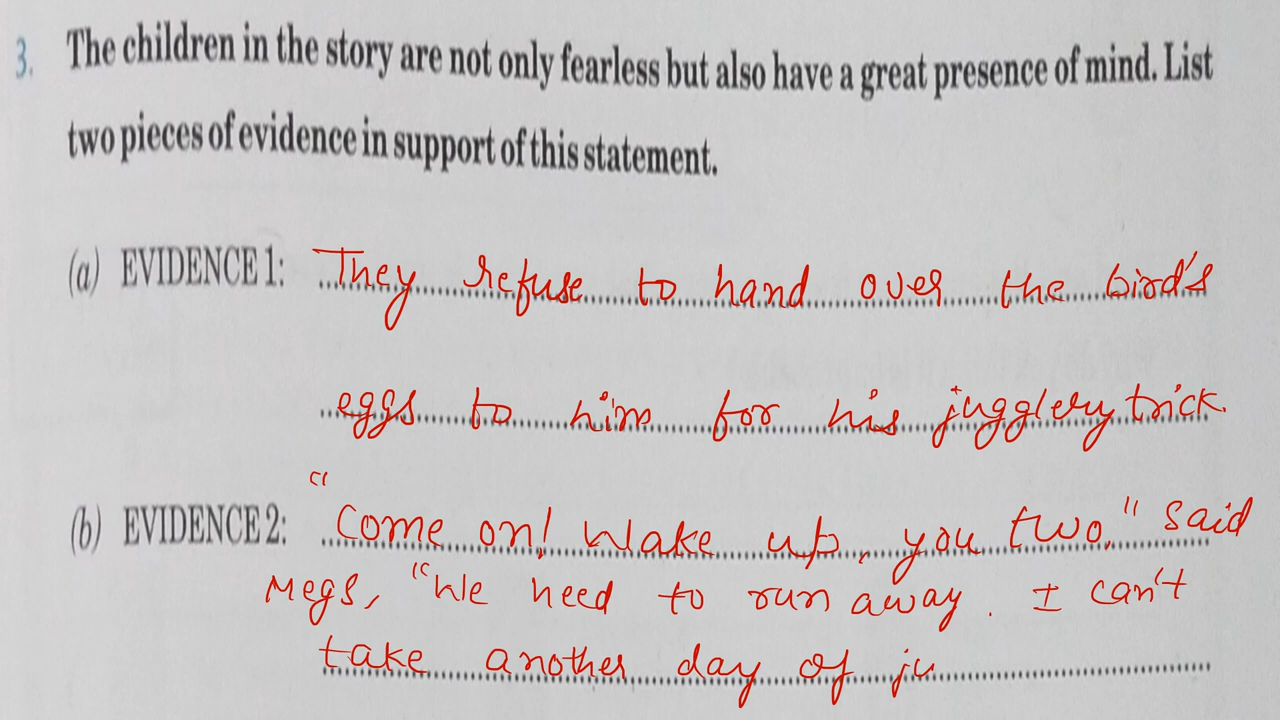 3. The children in the story are not only fearless but also have a great presence of mind. List
two pieces of evidence in support of this statement.
(a) EVIDENCE 1: They refuse to hand over the bird's
eggs to him for his jugglery trick.
(b) EVIDENCE 2: "Come on! Wake up, you two," said
Megs, "We need to run away. I can't
take another day of ju